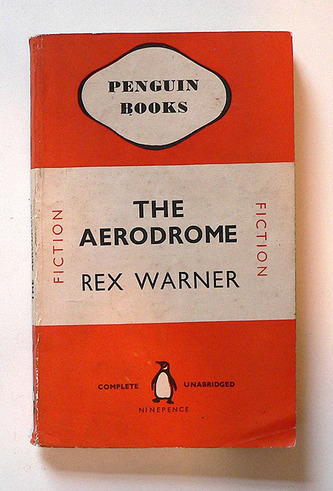 PENGUIN
BOOKS
FICTION
THE
AERODROME
REX WARNER
FICTION
COMPLETE UNABRIDGED
NINEPENCE